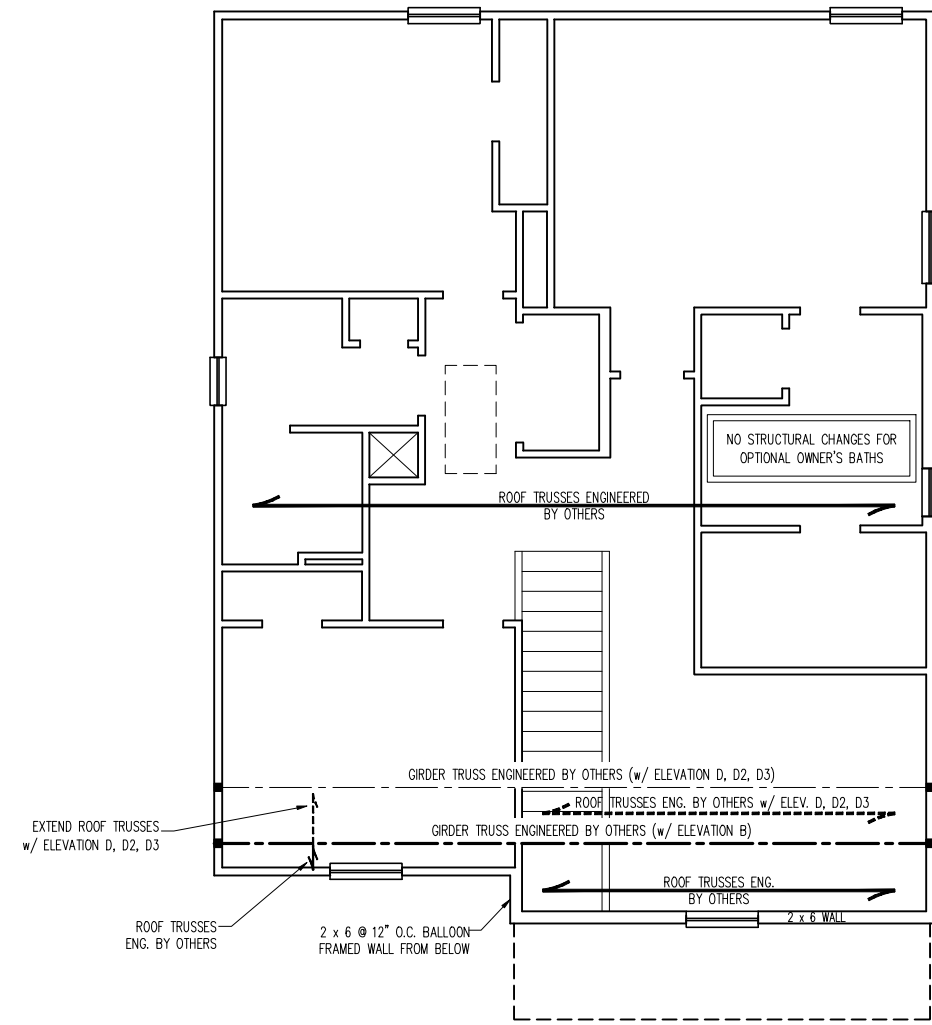 NO STRUCTURAL CHANGES FOR
OPTIONAL OWNER'S BATHS
ROOF TRUSSES ENGINEERED
BY OTHERS
GIRDER TRUSS ENGINEERED BY OTHERS (w/ ELEVATION D, D2, D3)
ROOF TRUSSES ENG. BY OTHERS w/ ELEV. D, D2, D3
EXTEND ROOF TRUSSES
w/ ELEVATION D, D2, D3
GIRDER TRUSS ENGINEERED BY OTHERS (w/ ELEVATION B)
ROOF TRUSSES ENG.
BY OTHERS
2 x 6 WALL
ROOF TRUSSES
ENG. BY OTHERS
2 x 6 @ 12" O.C. BALLOON
FRAMED WALL FROM BELOW